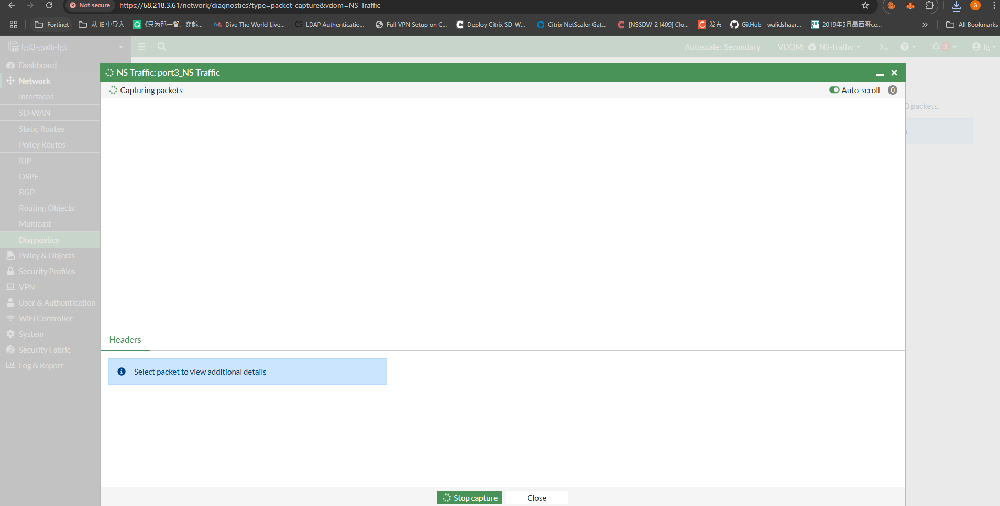 Not secure https://68.218.3.61/network/diagnostics?type=packet-capture&vdom=NS-Traffic G
Fortinet 从 IE 中导入 Q 《只为那一瞥，穿越... Dive The World Live... CS LDAP Authenticatio... Full VPN Setup on C... Deploy Citrix SD-W... Citrix NetScaler Gat... C [NSSDW-21409] Clo... C 发布 GitHub - walidshaar... 2019年5月墨西哥ce... » All Bookmarks
fgt3-gwlb-fgt Autoscale: Secondary VDOM: NS-Traffic >_ ? 3 lg
Dashboard
NS-Traffic: port3_NS-Traffic
Network
Capturing packets Auto-scroll 0
Interfaces
0 packets.
SD-WAN
Static Routes
Policy Routes
RIP
OSPF
BGP
Routing Objects
Multicast
Diagnostics
Policy & Objects
Security Profiles
VPN
User & Authentication
WiFi Controller
System
Headers
Security Fabric
Log & Report
Select packet to view additional details
Stop capture Close